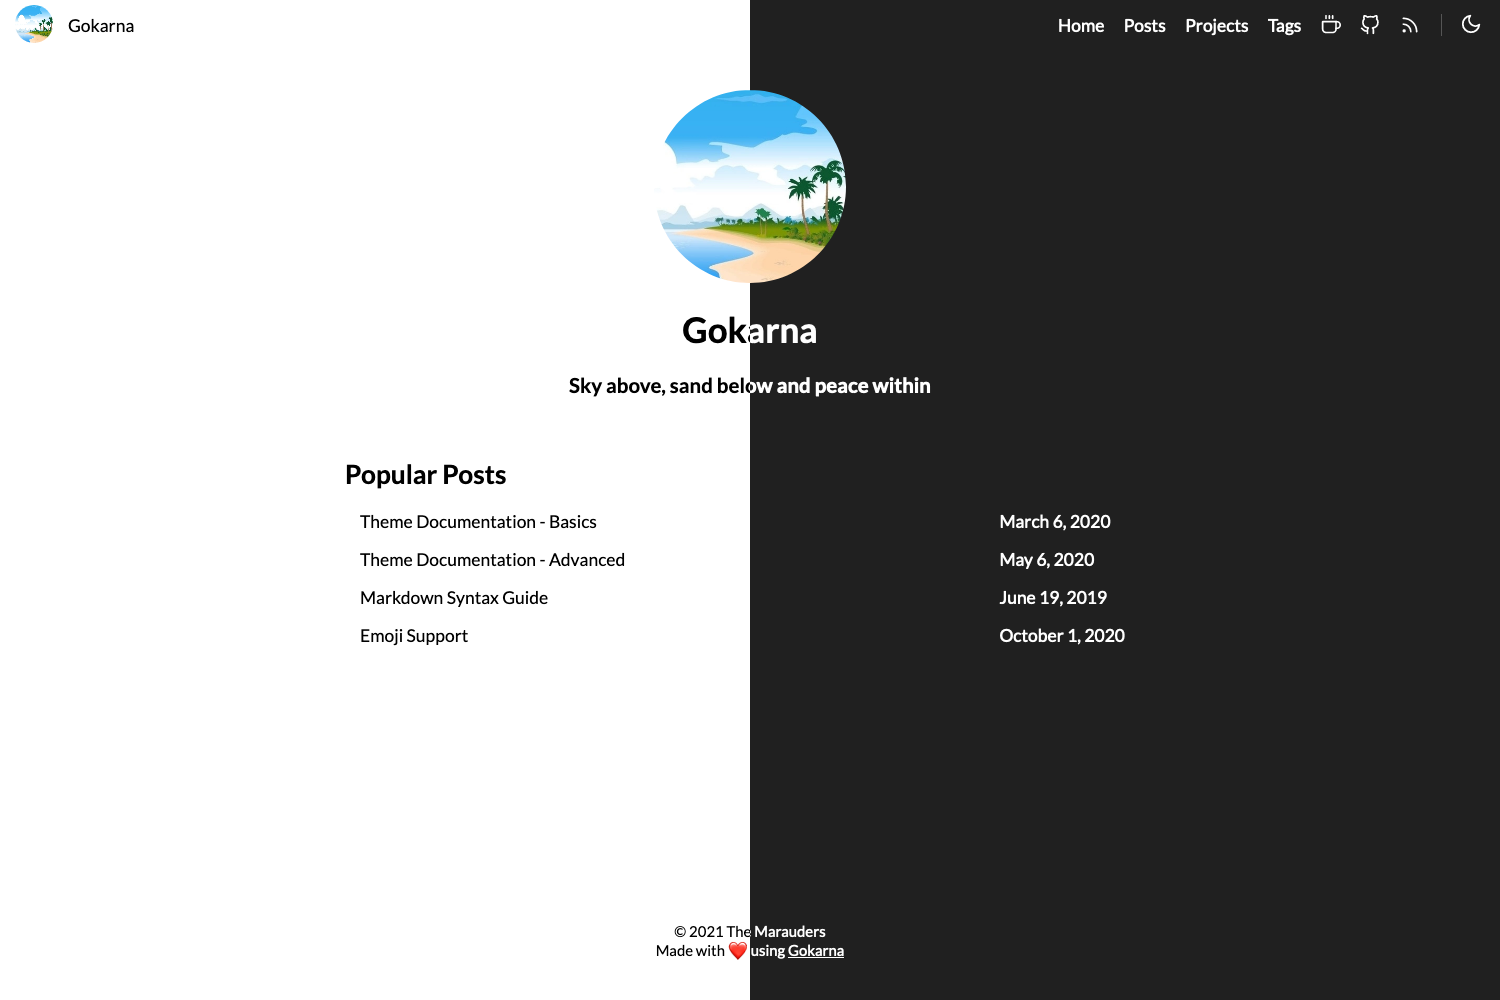 Gokarna Home Posts Projects Tags
Gokarna
Sky above, sand below and peace within
Popular Posts
Theme Documentation - Basics March 6, 2020
Theme Documentation - Advanced May 6, 2020
Markdown Syntax Guide June 19, 2019
Emoji Support October 1, 2020
© 2021 The Marauders
Made with ❤️ using Gokarna